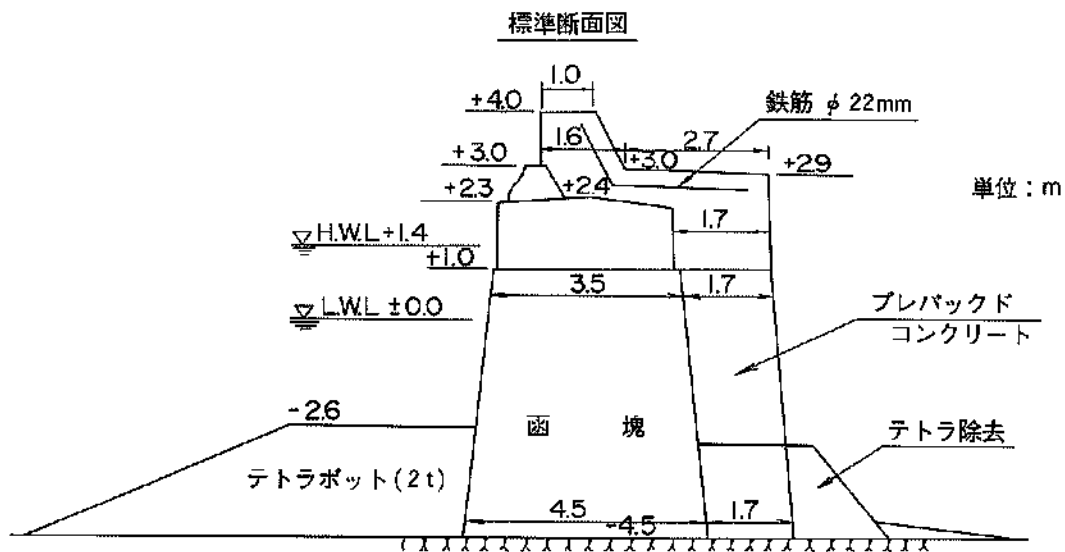 標準断面図
1.0
+4.0
鉄筋 φ 22mm
1.6
2.7
+3.0
+3.0
+2.9
+2.3
+2.4
単位：m
1.7
H.W.L+1.4
+1.0
3.5
1.7
L.W.L ±0.0
プレパックド
コンクリート
-2.6
函 塊
テトラ除去
テトラポット(2t)
4.5
-4.5
1.7